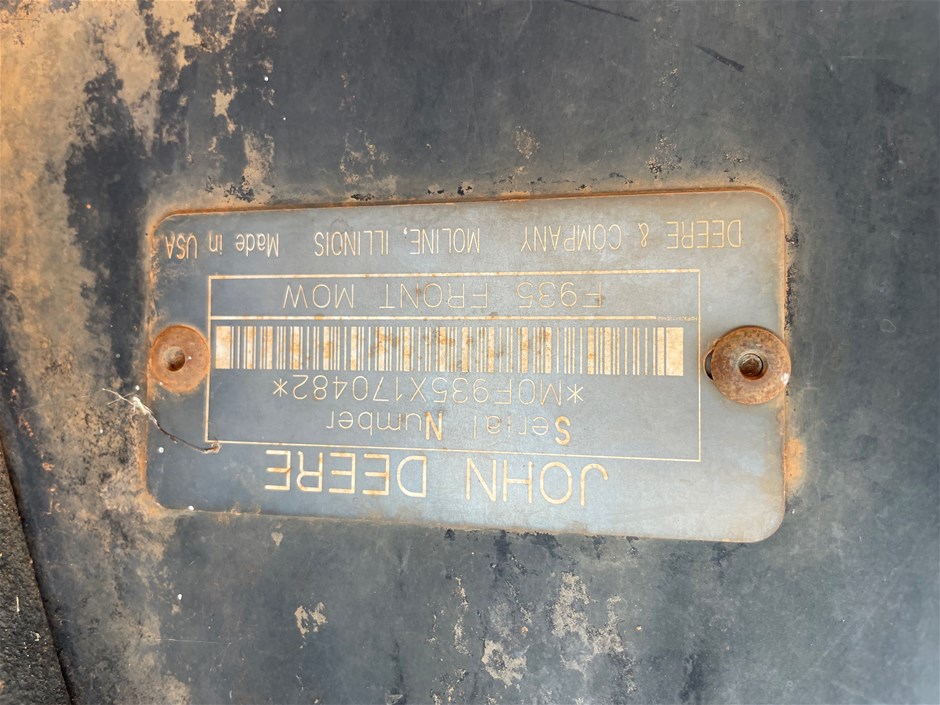 JOHN DEERE
Serial Number
*M0F935X170482*
F935 FRONT MOW
DEERE & COMPANY MOLINE, ILLINOIS Made in USA